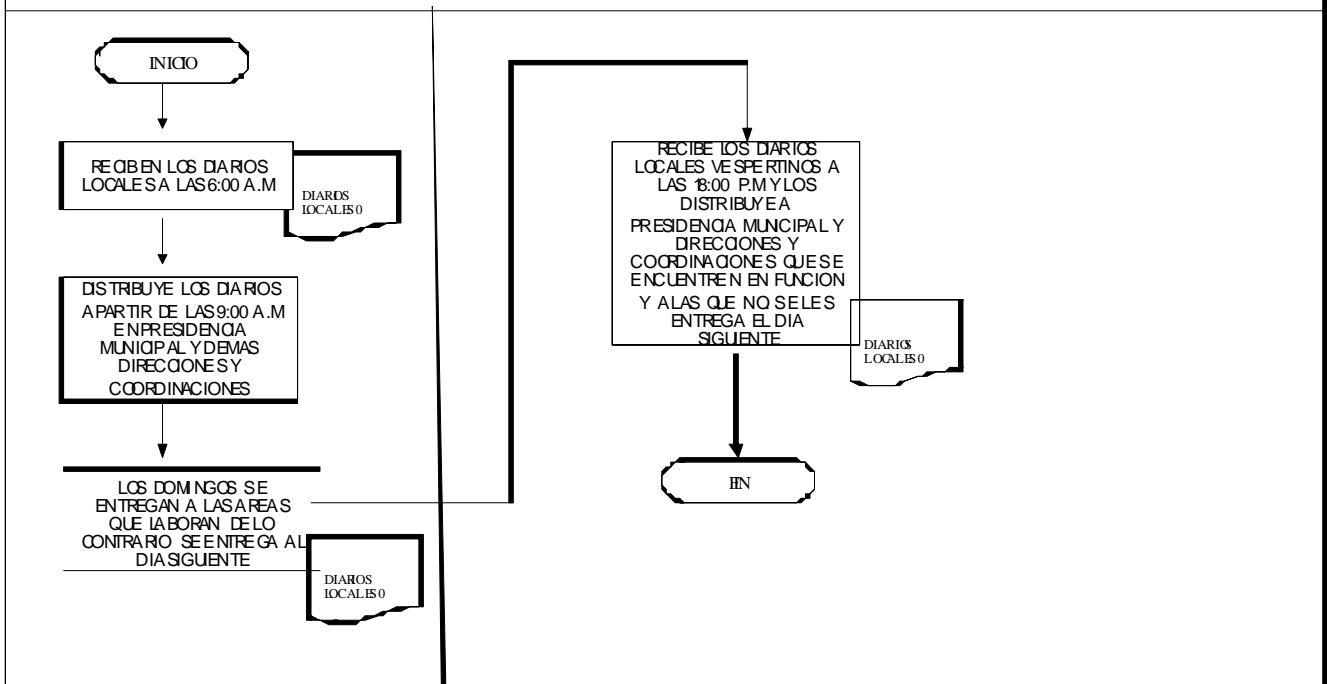 INICIO
RECIBEN LOS DIARIOS
LOCALES A LAS 6:00 A.M
DIARIOS
LOCALES 0
DISTRIBUYE LOS DIARIOS
A PARTIR DE LAS 9:00 A.M
EN PRESIDENCIA
MUNICIPAL Y DEMAS
DIRECCIONES Y
COORDINACIONES
LOS DOMINGOS SE
ENTREGAN A LAS AREAS
QUE LABORAN DE LO
CONTRARIO SE ENTREGA AL
DIA SIGUIENTE
DIARIOS
LOCALES 0
RECIBE LOS DIARIOS
LOCALES VESPERTINOS A
LAS 18:00 P.M Y LOS
DISTRIBUYE A
PRESIDENCIA MUNICIPAL Y
DIRECCIONES Y
COORDINACIONES QUE SE
ENCUENTREN EN FUNCION
Y A LAS QUE NO SE LES
ENTREGA EL DIA
SIGUIENTE
DIARIOS
LOCALES 0
FIN